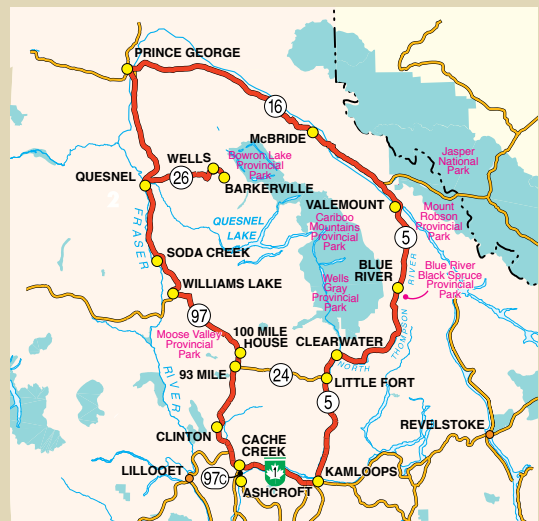 PRINCE GEORGE
16
McBRIDE
Jasper
National
Park
WELLS
Bowron Lake
Provincial
Park
QUESNEL
26
BARKERVILLE
2
VALEMOUNT
Mount
Robson
Provincial
Park
QUESNEL
LAKE
Cariboo
Mountains
Provincial
Park
5
FRASER
SODA CREEK
BLUE
RIVER
Blue River
Black Spruce
Provincial
Park
RIVER
WILLIAMS LAKE
Wells
Gray
Provincial
Park
97
THOMPSON
Moose Valley
Provincial
Park
100 MILE
HOUSE
CLEARWATER
NORTH
93 MILE
24
LITTLE FORT
RIVER
5
REVELSTOKE
CLINTON
CACHE
CREEK
LILLOOET
97C
1
KAMLOOPS
ASHCROFT